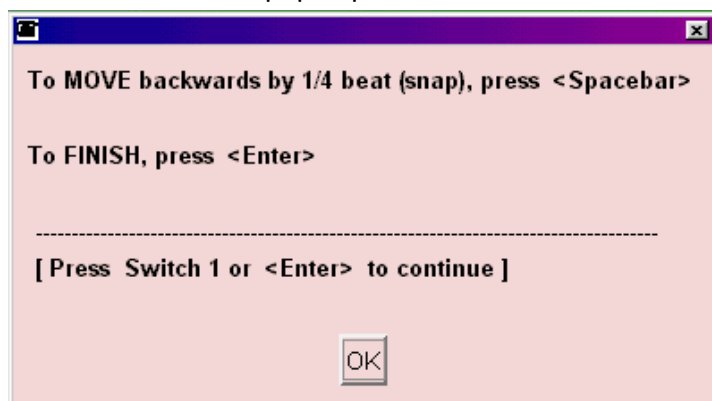 To MOVE backwards by 1/4 beat (snap), press <Spacebar>
To FINISH, press <Enter>
--------------------------------------------------------------------------------
[ Press Switch 1 or <Enter> to continue ]
OK